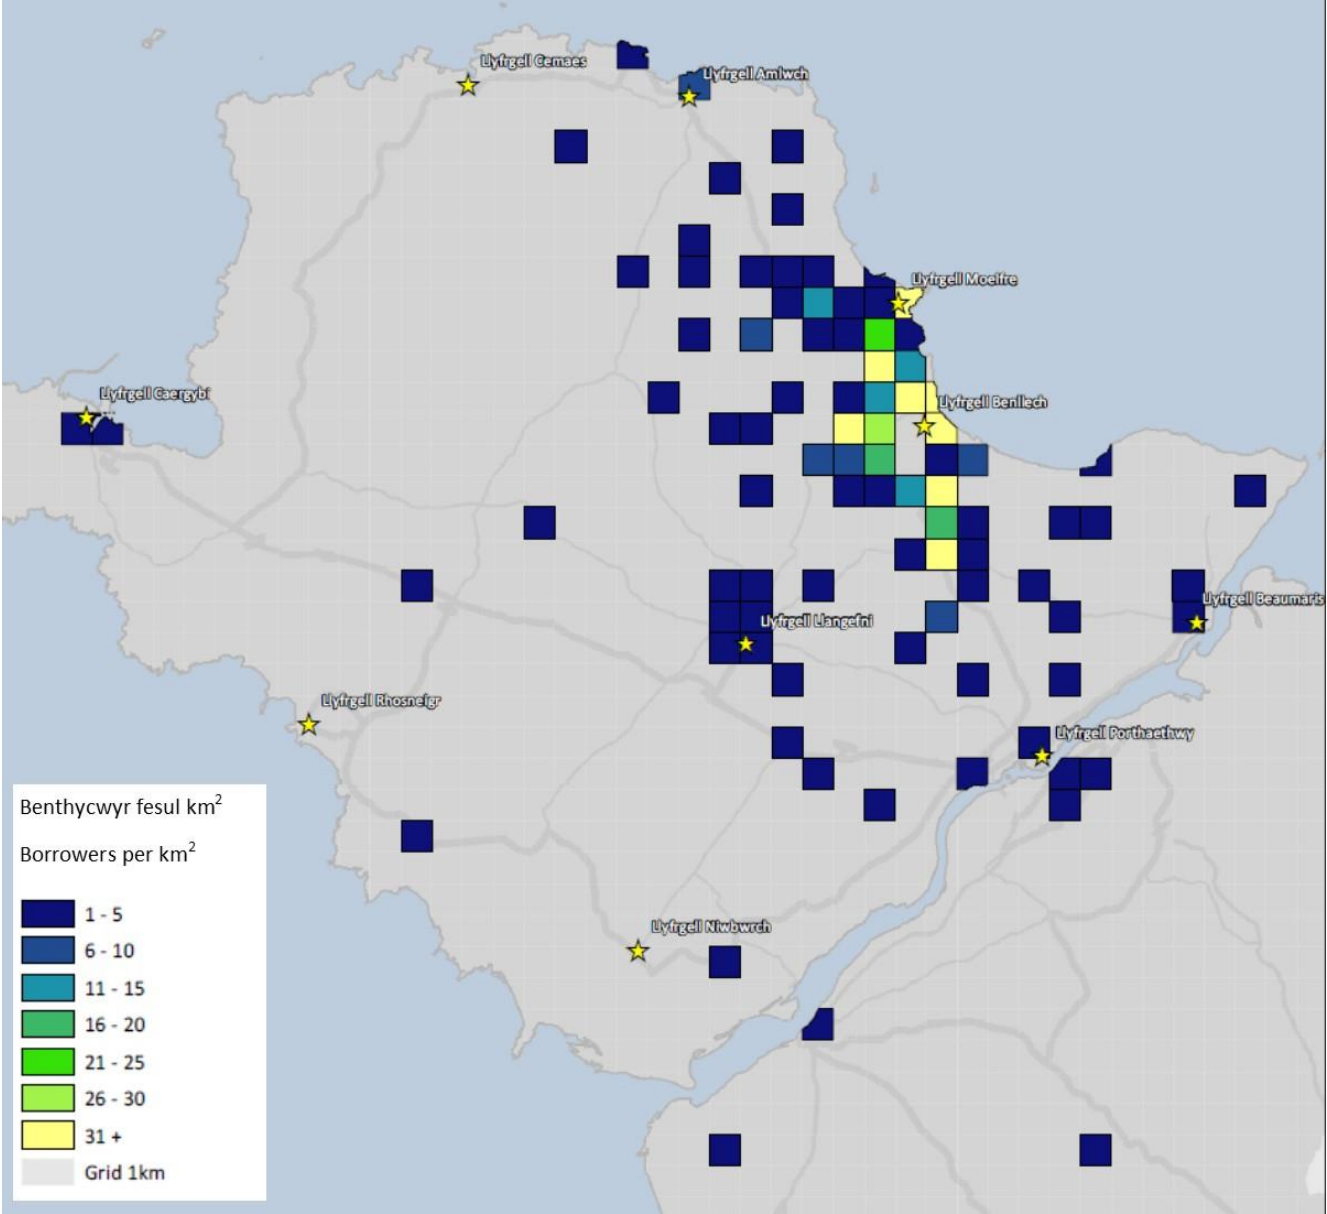 Llyfrgell Cemaes
Llyfrgell Amlwch
Llyfrgell Moelfre
Llyfrgell Caergybi
Llyfrgell Benllech
Llyfrgell Beaumaris
Llyfrgell Llangefni
Llyfrgell Rhosneigr
Llyfrgell Porthaethwy
Llyfrgell Niwbwrch
Benthycwyr fesul km²
Borrowers per km²
1 - 5
6 - 10
11 - 15
16 - 20
21 - 25
26 - 30
31 +
Grid 1km